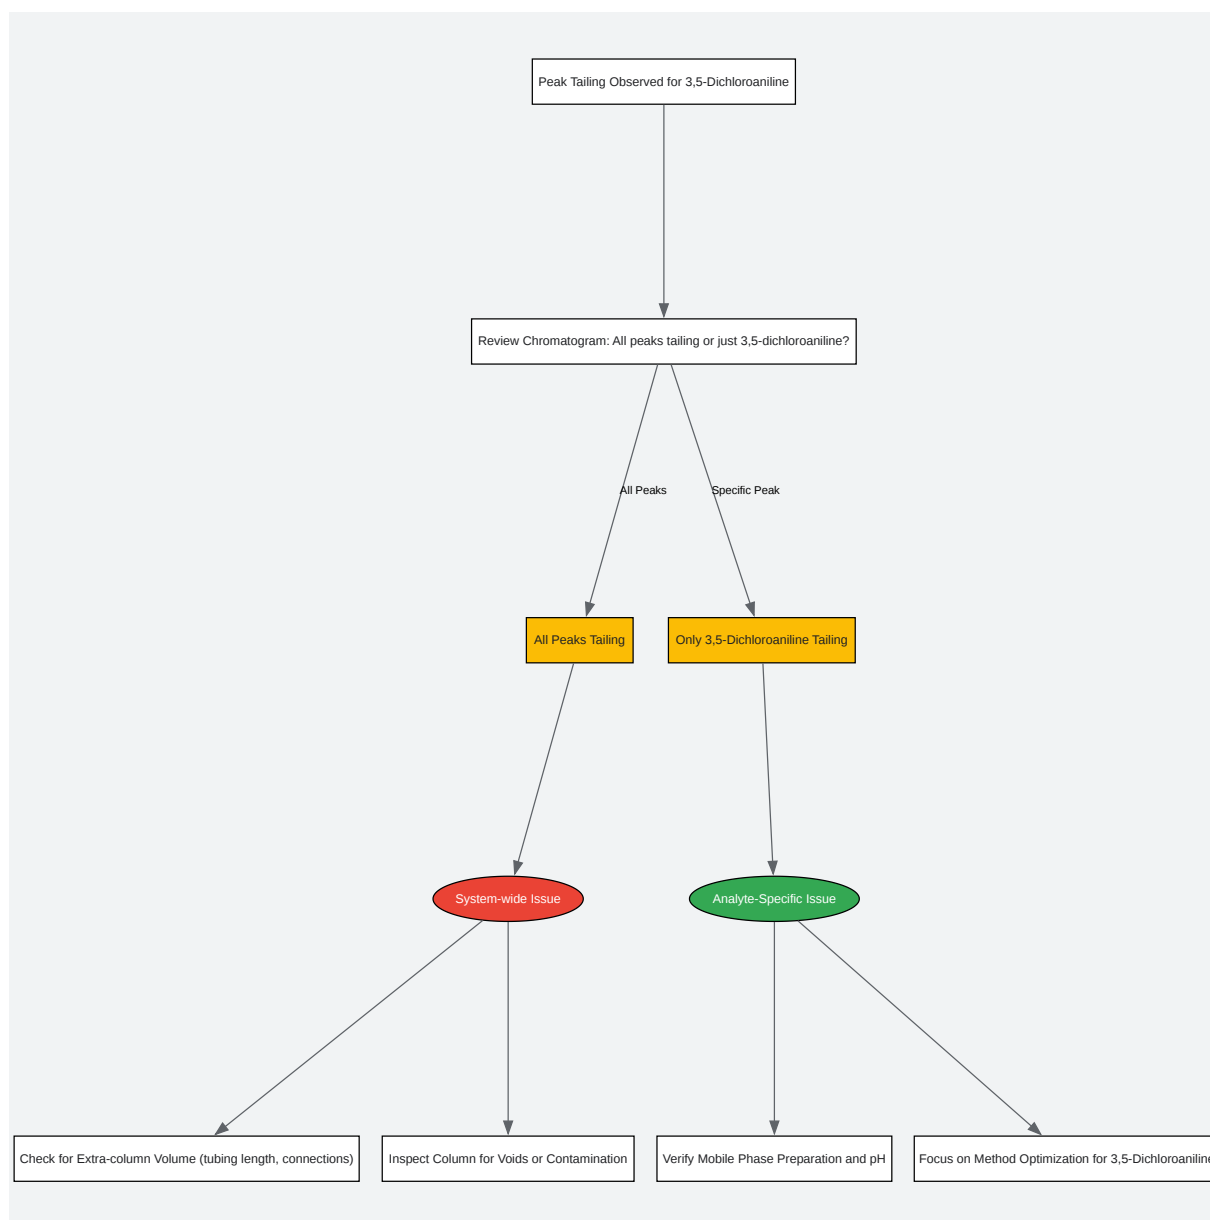 Peak Tailing Observed for 3,5-Dichloroaniline
Review Chromatogram: All peaks tailing or just 3,5-dichloroaniline?
All Peaks
Specific Peak
All Peaks Tailing
Only 3,5-Dichloroaniline Tailing
System-wide Issue
Analyte-Specific Issue
Check for Extra-column Volume (tubing length, connections)
Inspect Column for Voids or Contamination
Verify Mobile Phase Preparation and pH
Focus on Method Optimization for 3,5-Dichloroaniline